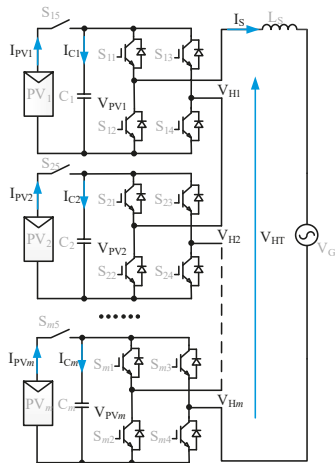 S15
IS
LS
IPV1
IC1
S11
S13
PV1
C1
VPV1
VH1
S12
S14
S25
IPV2
IC2
S21
S23
PV2
C2
VPV2
VH2
VHT
VG
S22
S24
Sm5
IPVm
ICm
Sm1
Sm3
PVm
Cm
VPVm
VHm
Sm2
Sm4